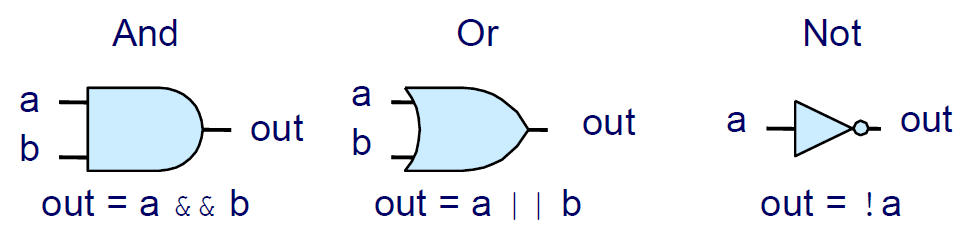 And Or Not
a a
b out b out a out
out = a && b out = a || b out = !a